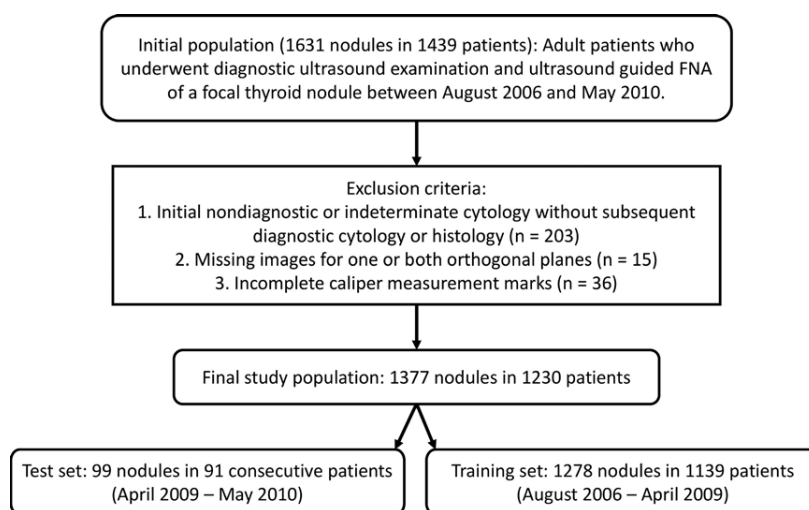 Initial population (1631 nodules in 1439 patients): Adult patients who
underwent diagnostic ultrasound examination and ultrasound guided FNA
of a focal thyroid nodule between August 2006 and May 2010.
Exclusion criteria:
1. Initial nondiagnostic or indeterminate cytology without subsequent
diagnostic cytology or histology (n = 203)
2. Missing images for one or both orthogonal planes (n = 15)
3. Incomplete caliper measurement marks (n = 36)
Final study population: 1377 nodules in 1230 patients
Test set: 99 nodules in 91 consecutive patients
(April 2009 – May 2010)
Training set: 1278 nodules in 1139 patients
(August 2006 – April 2009)